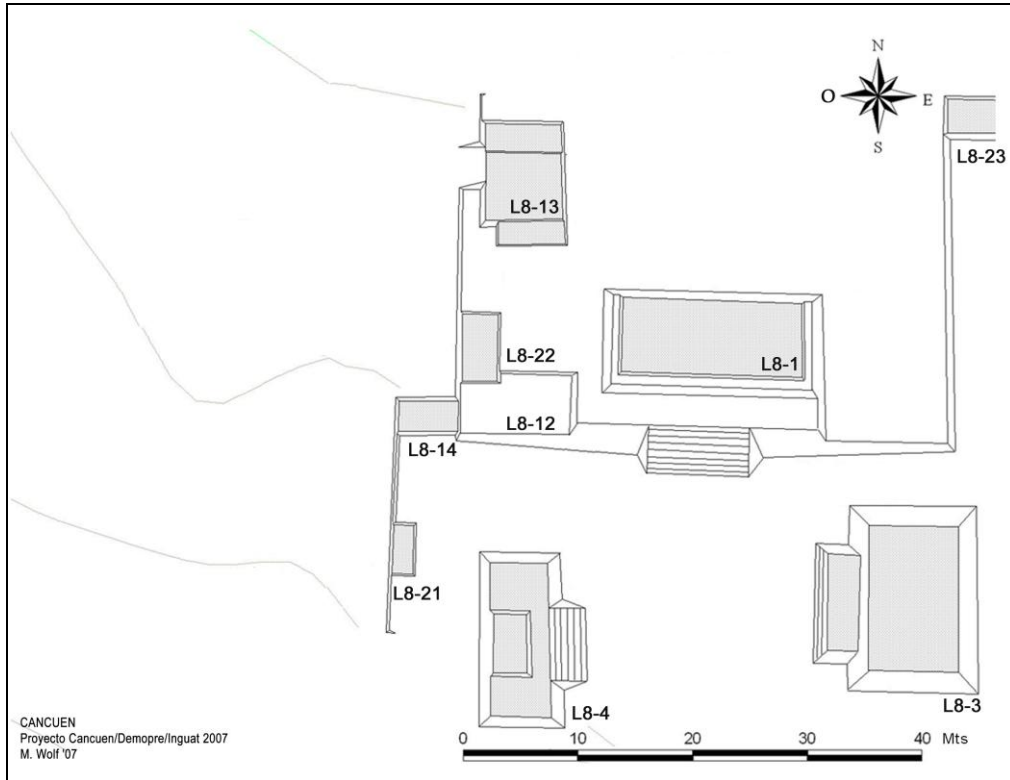 N
O
E
S
L8-23
L8-13
L8-22
L8-1
L8-12
L8-14
L8-21
L8-4
L8-3
CANCUEN
Proyecto Cancuen/Demopre/Inguat 2007
M. Wolf '07
0 10 20 30 40 Mts